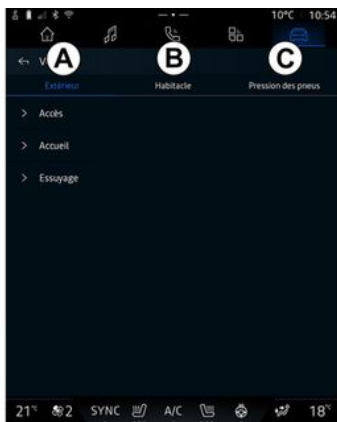 10°C 10:54
A B C
V
Extérieur Habitacle Pression des pneus
> Accès
> Accueil
> Essuyage
21°C 2 SYNC A/C 18°C